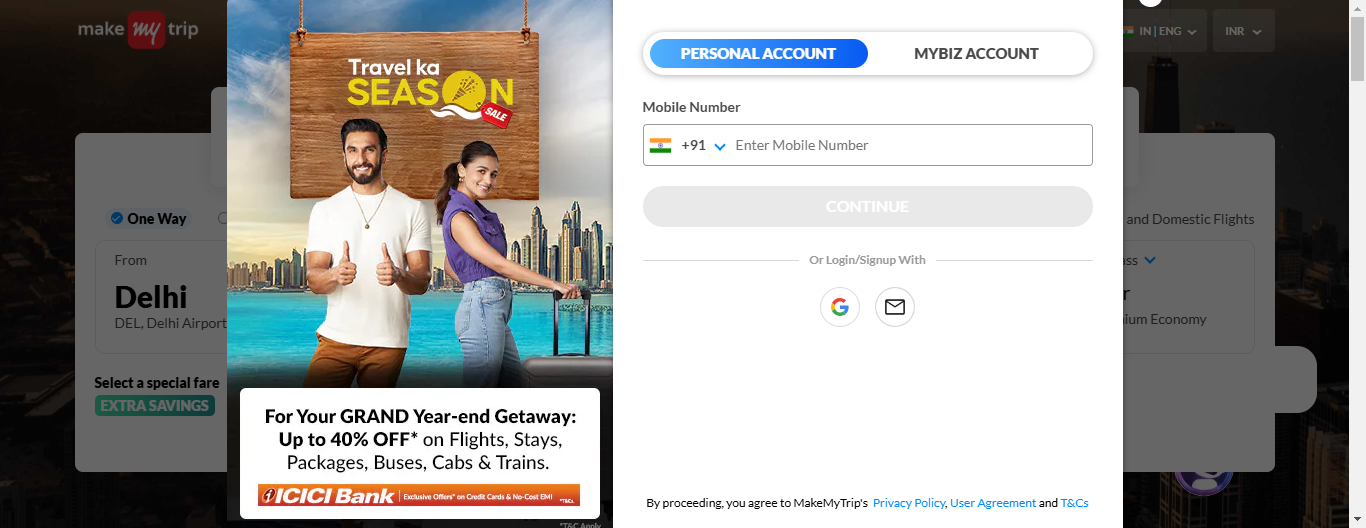 make my trip
IN | ENG
INR
Travel ka
SEASON
SALE
PERSONAL ACCOUNT
MYBIZ ACCOUNT
Mobile Number
+91
Enter Mobile Number
CONTINUE
Or Login/Signup With
One Way
From
Delhi
DEL, Delhi Airport
Select a special fare
EXTRA SAVINGS
and Domestic Flights
Economy
For Your GRAND Year-end Getaway:
Up to 40% OFF* on Flights, Stays,
Packages, Buses, Cabs & Trains.
ICICI Bank | Exclusive Offers* on Credit Cards & No-Cost EMI *T&Cs
*T&C Apply
By proceeding, you agree to MakeMyTrip's Privacy Policy, User Agreement and T&Cs